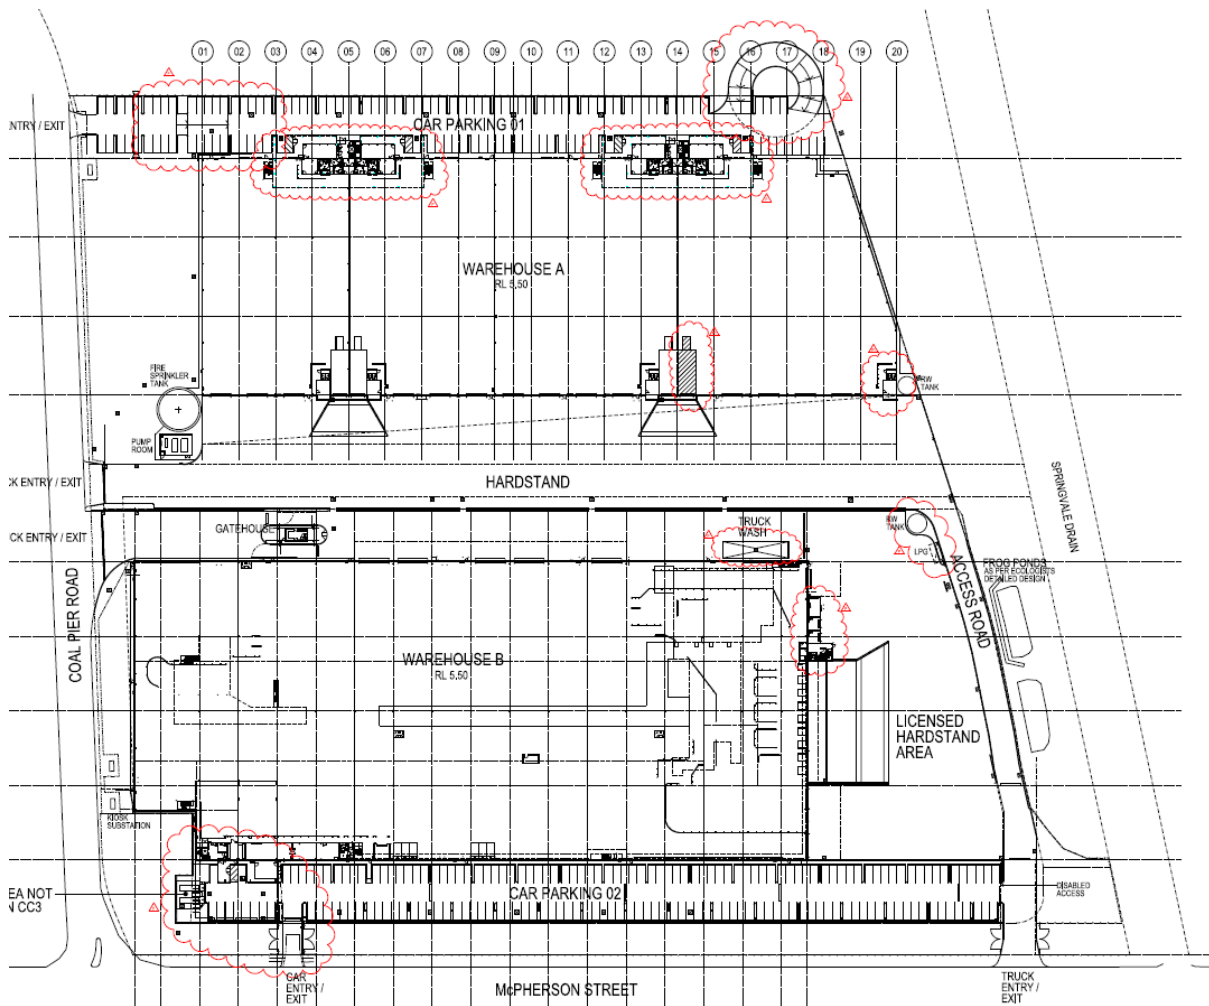 01 02 03 04 05 06 07 08 09 10 11 12 13 14 15 16 17 18 19 20
ENTRY / EXIT
CAR PARKING 01
WAREHOUSE A
RL 5.50
FIRE
SPRINKLER
TANK
RW
TANK
PUMP
ROOM
CK ENTRY / EXIT
HARDSTAND
SPRINGVALE DRAIN
GATEHOUSE
TRUCK
WASH
RW
TANK
CK ENTRY / EXIT
LPG
ACCESS ROAD
FROG PONDS
AS PER ECOLOGISTS
DETAILED DESIGN
COAL PIER ROAD
WAREHOUSE B
RL 5.50
LICENSED
HARDSTAND
AREA
KIOSK
SUBSTATION
EA NOT
N CC3
CAR PARKING 02
DISABLED
ACCESS
CAR
ENTRY /
EXIT
McPHERSON STREET
TRUCK
ENTRY /
EXIT